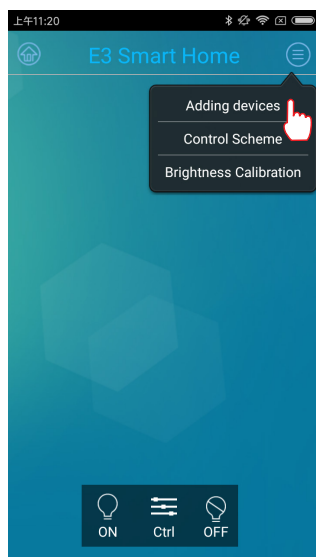 上午11:20
E3 Smart Home
Adding devices
Control Scheme
Brightness Calibration
ON Ctrl OFF